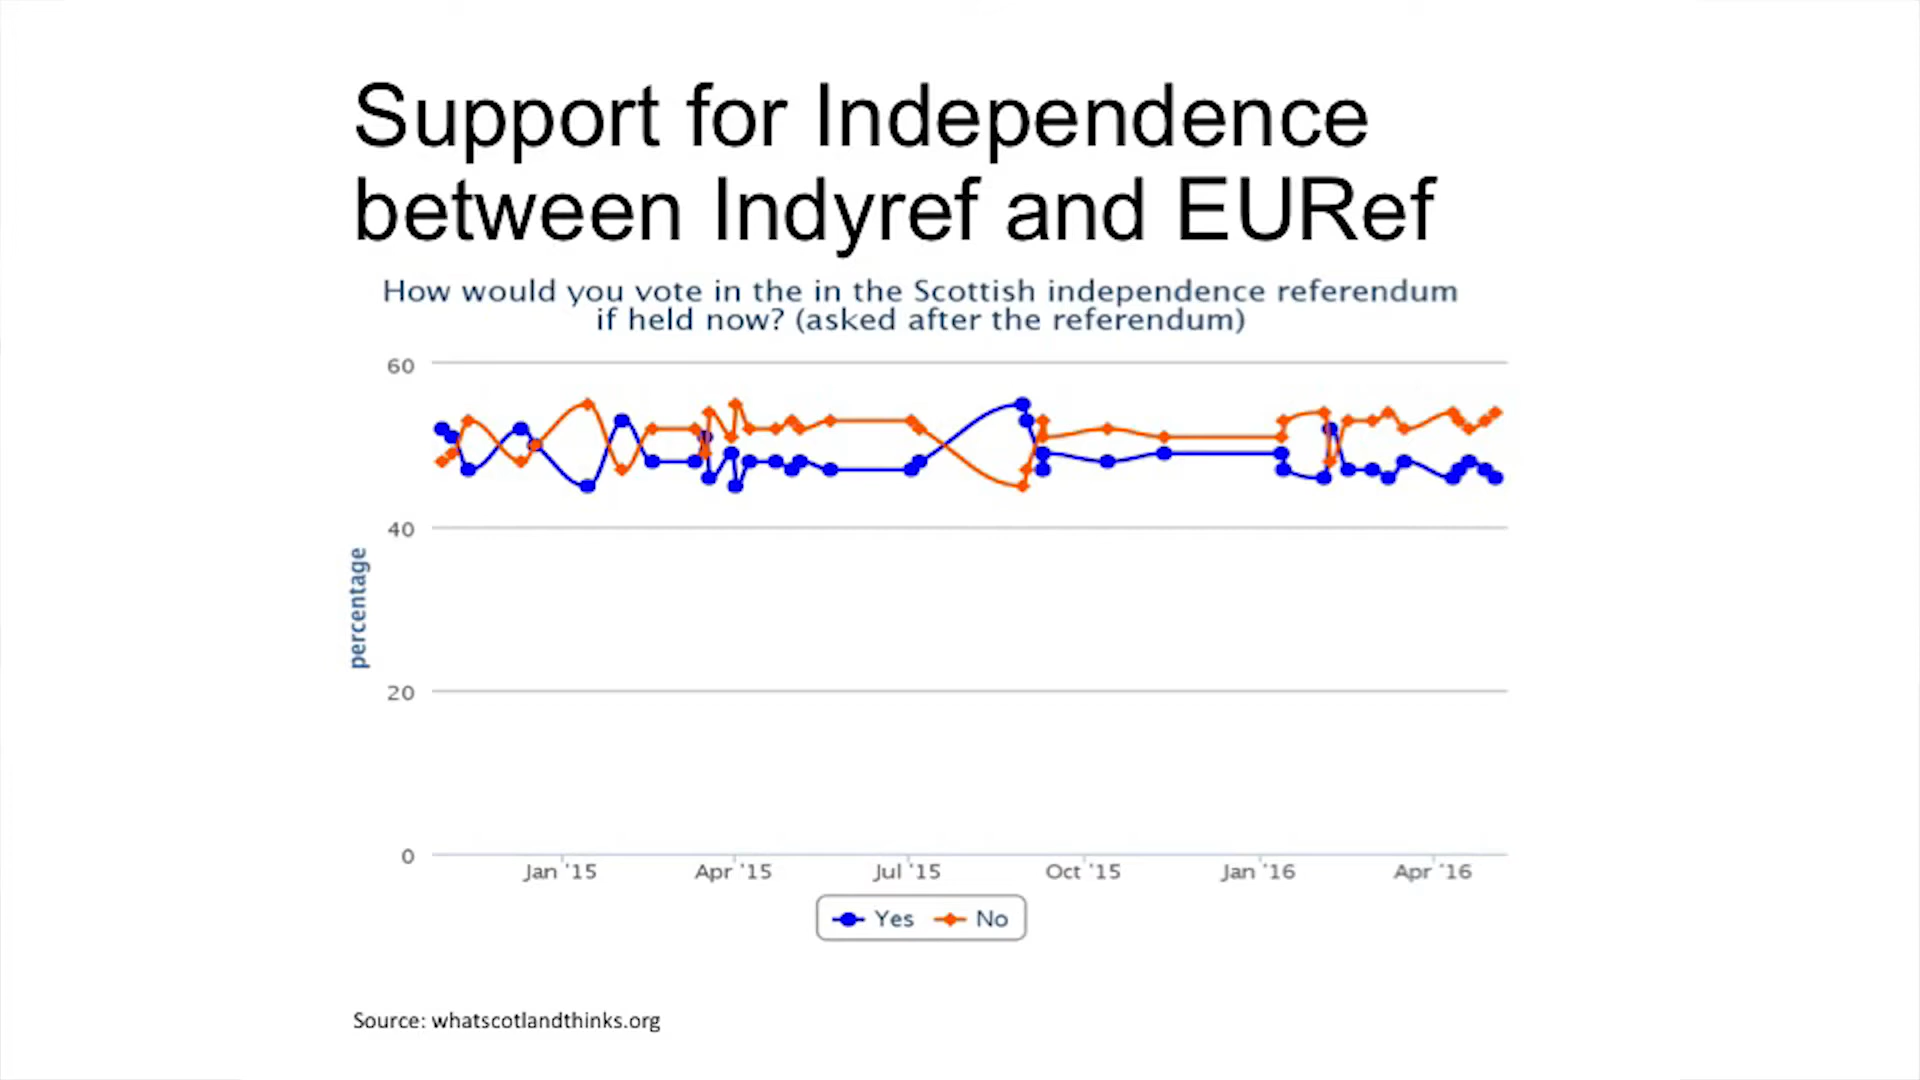 Support for Independence
between Indyref and EURef
How would you vote in the in the Scottish independence referendum
if held now? (asked after the referendum)
60
40
20
0
percentage
Jan '15 Apr '15 Jul '15 Oct '15 Jan '16 Apr '16
Yes No
Source: whatscotlandthinks.org